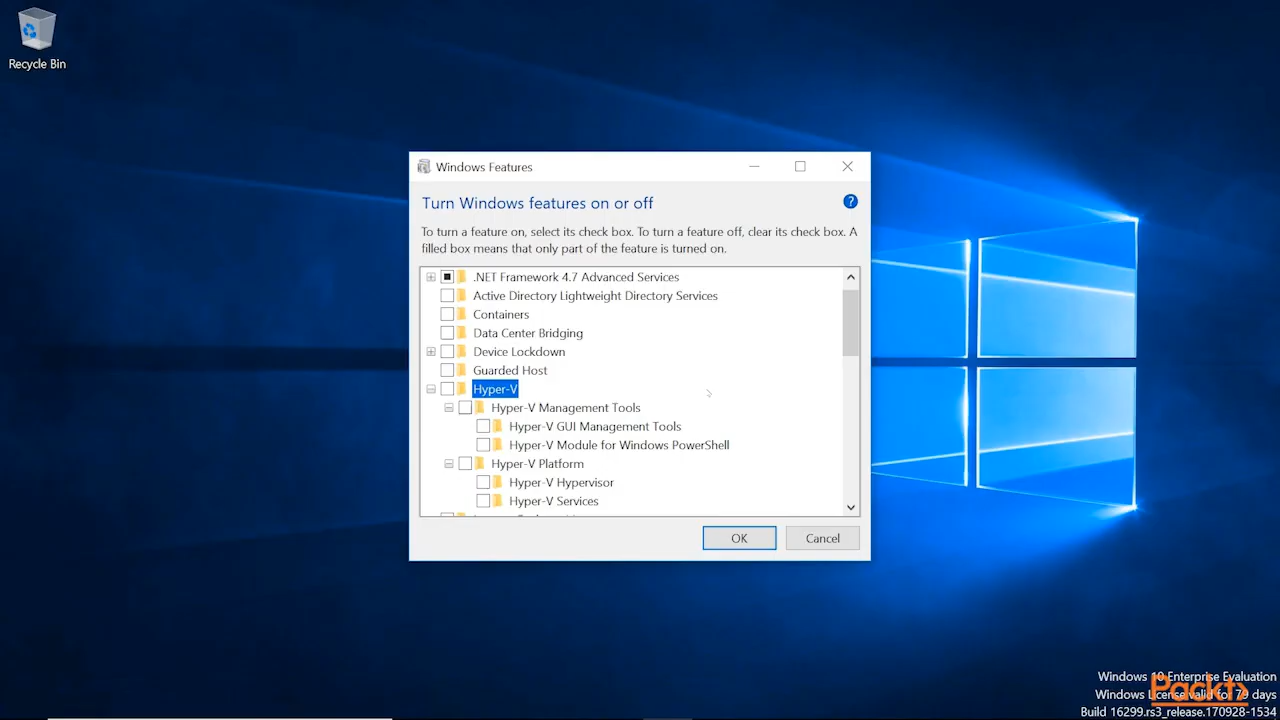 Recycle Bin
Windows Features
Turn Windows features on or off
?
To turn a feature on, select its check box. To turn a feature off, clear its check box. A
filled box means that only part of the feature is turned on.
.NET Framework 4.7 Advanced Services
Active Directory Lightweight Directory Services
Containers
Data Center Bridging
Device Lockdown
Guarded Host
Hyper-V
Hyper-V Management Tools
Hyper-V GUI Management Tools
Hyper-V Module for Windows PowerShell
Hyper-V Platform
Hyper-V Hypervisor
Hyper-V Services
OK
Cancel
Windows 10 Enterprise Evaluation
Windows License valid for 79 days
Packt>
Build 16299.rs3_release.170928-1534